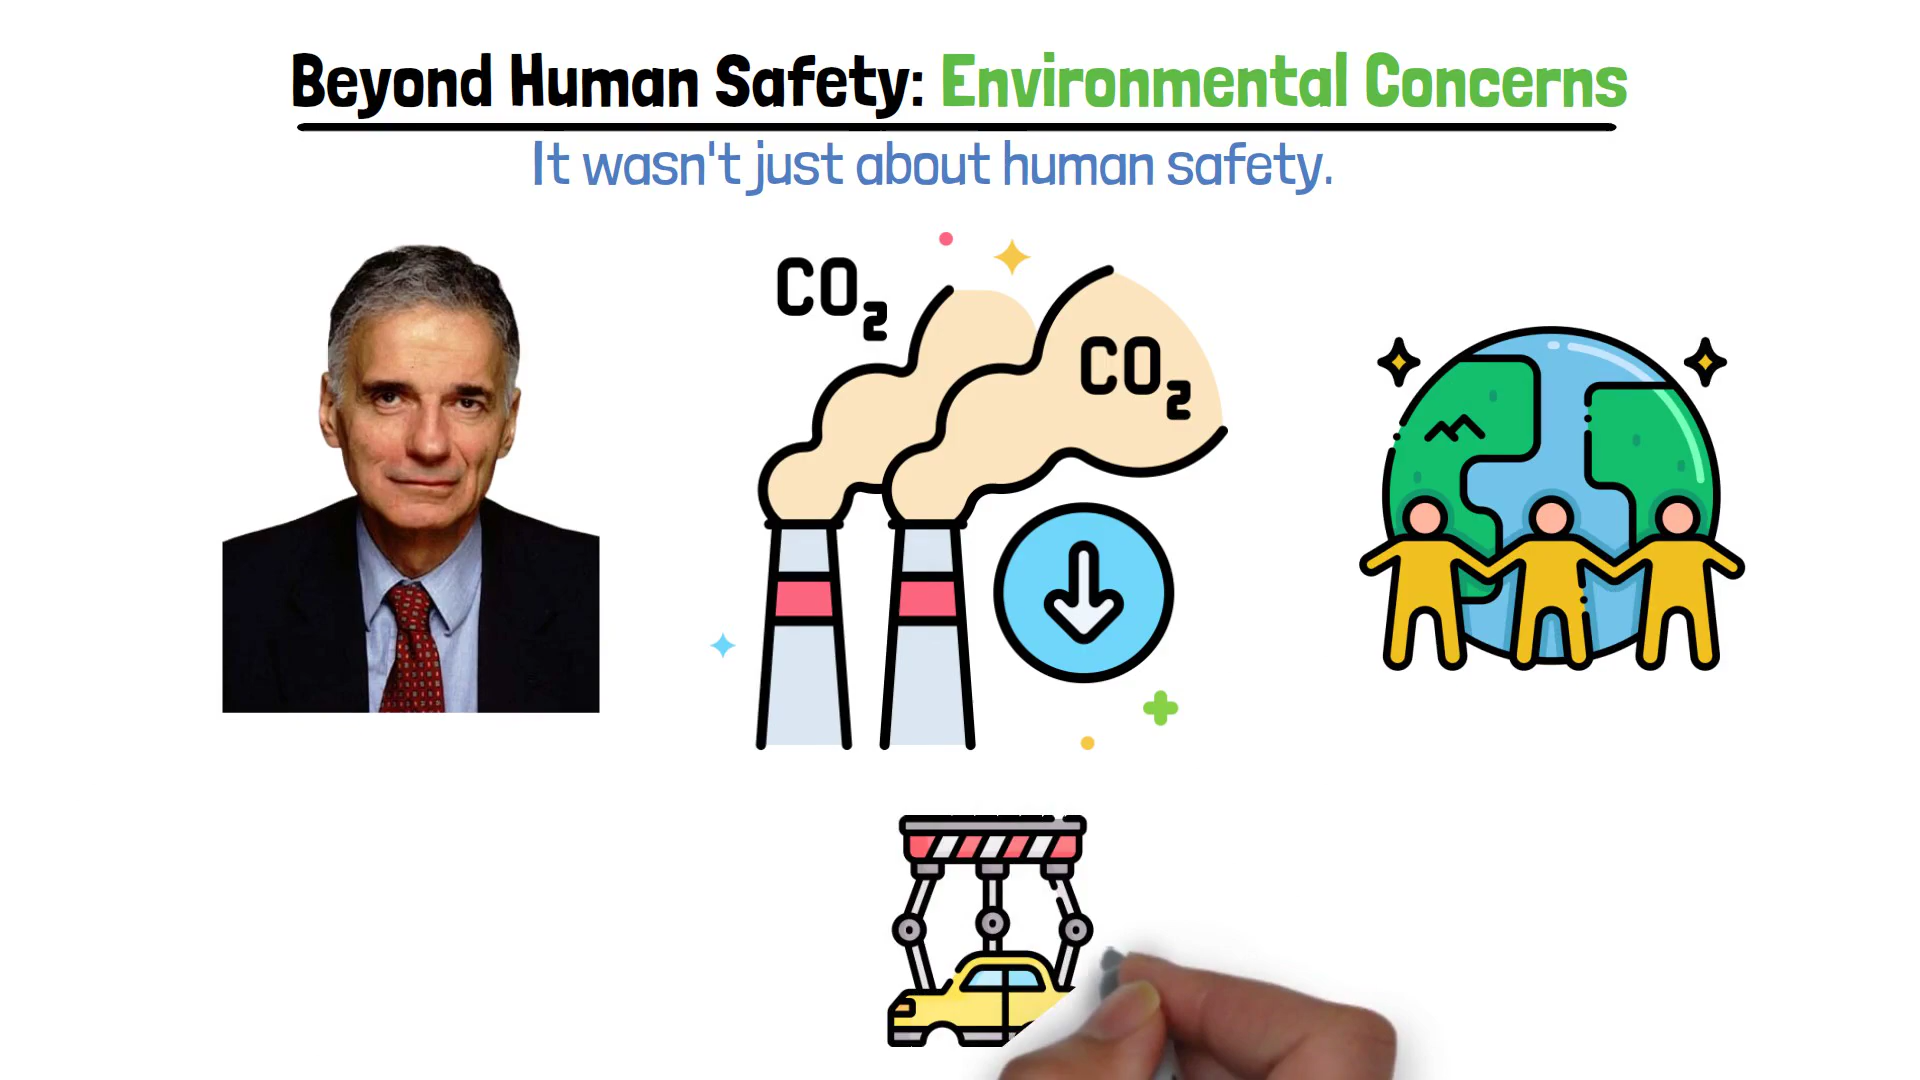 Beyond Human Safety: Environmental Concerns
It wasn't just about human safety.
CO2
CO2